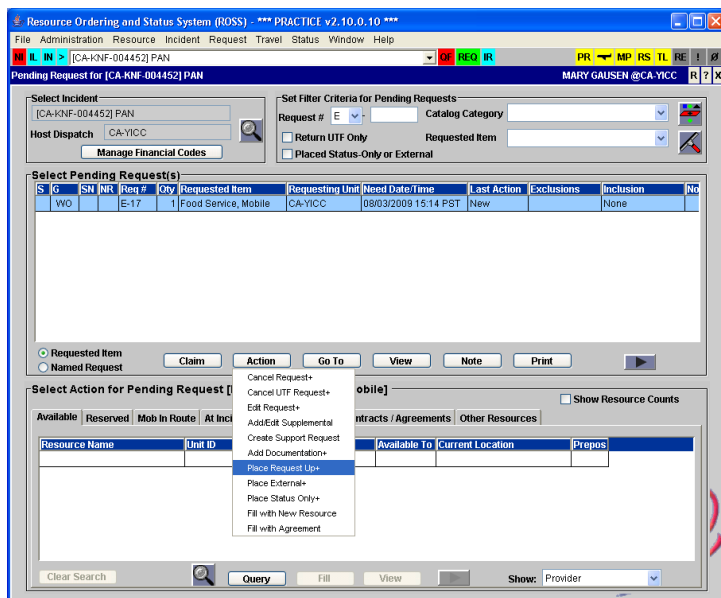 Resource Ordering and Status System (ROSS) - *** PRACTICE v2.10.0.10 ***
File Administration Resource Incident Request Travel Status Window Help
NI IL IN > [CA-KNF-004452] PAN OF REQ IR PR MP RS TL RE ! Ø
Pending Request for [CA-KNF-004452] PAN MARY GAUSEN @CA-YICC R ? X
Select Incident
[CA-KNF-004452] PAN
Host Dispatch CA-YICC
Manage Financial Codes
Set Filter Criteria for Pending Requests
Request # E - Catalog Category
Return UTF Only Requested Item
Placed Status-Only or External
Select Pending Request(s)
S G SN NR Req # Qty Requested Item Requesting Unit Need Date/Time Last Action Exclusions Inclusion No
WO E-17 1 Food Service, Mobile CA-YICC 08/03/2009 15:14 PST New None
Requested Item
Named Request
Claim Action Go To View Note Print
Cancel Request+
Cancel UTF Request+
Edit Request+
Add/Edit Supplemental
Create Support Request
Add Documentation+
Place Request Up+
Place External+
Place Status Only+
Fill with New Resource
Fill with Agreement
Select Action for Pending Request [ obile]
Show Resource Counts
Available Reserved Mob In Route At Inci ntracts / Agreements Other Resources
Resource Name Unit ID Available To Current Location Prepos
Clear Search Query Fill View Show: Provider